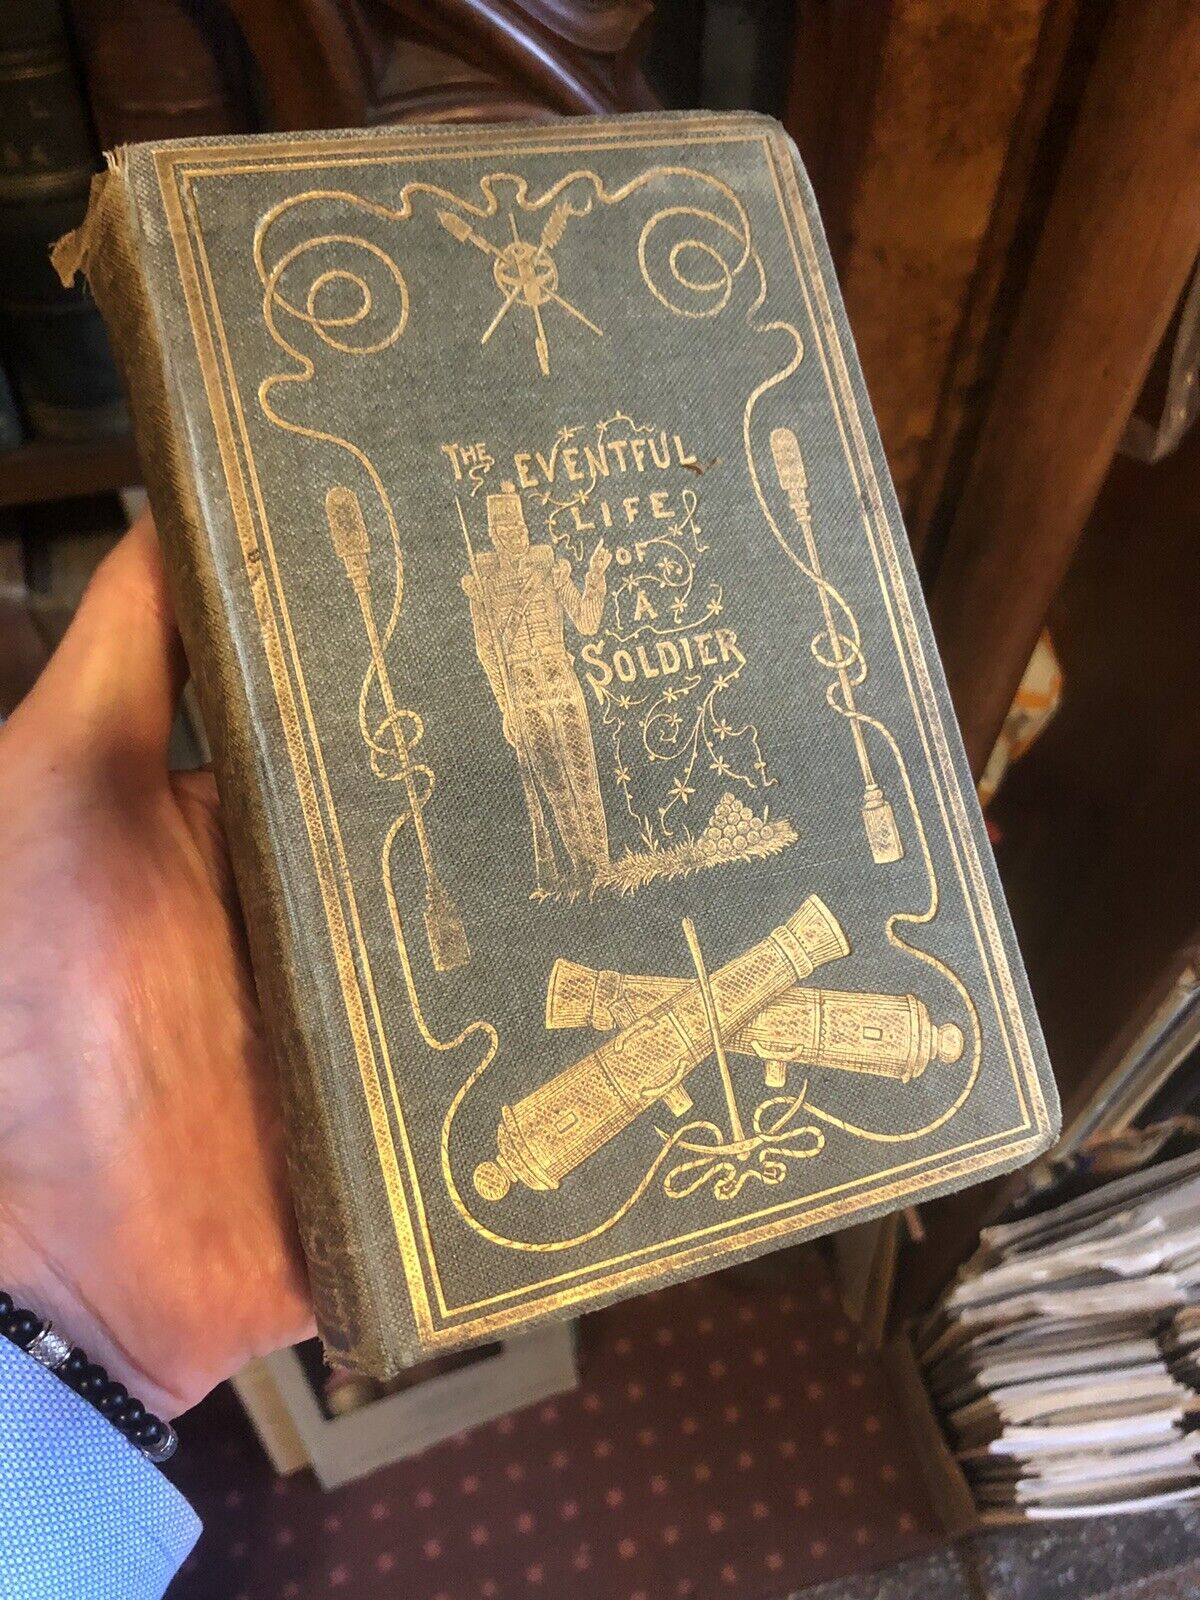 THE EVENTFUL
LIFE
OF
A
SOLDIER